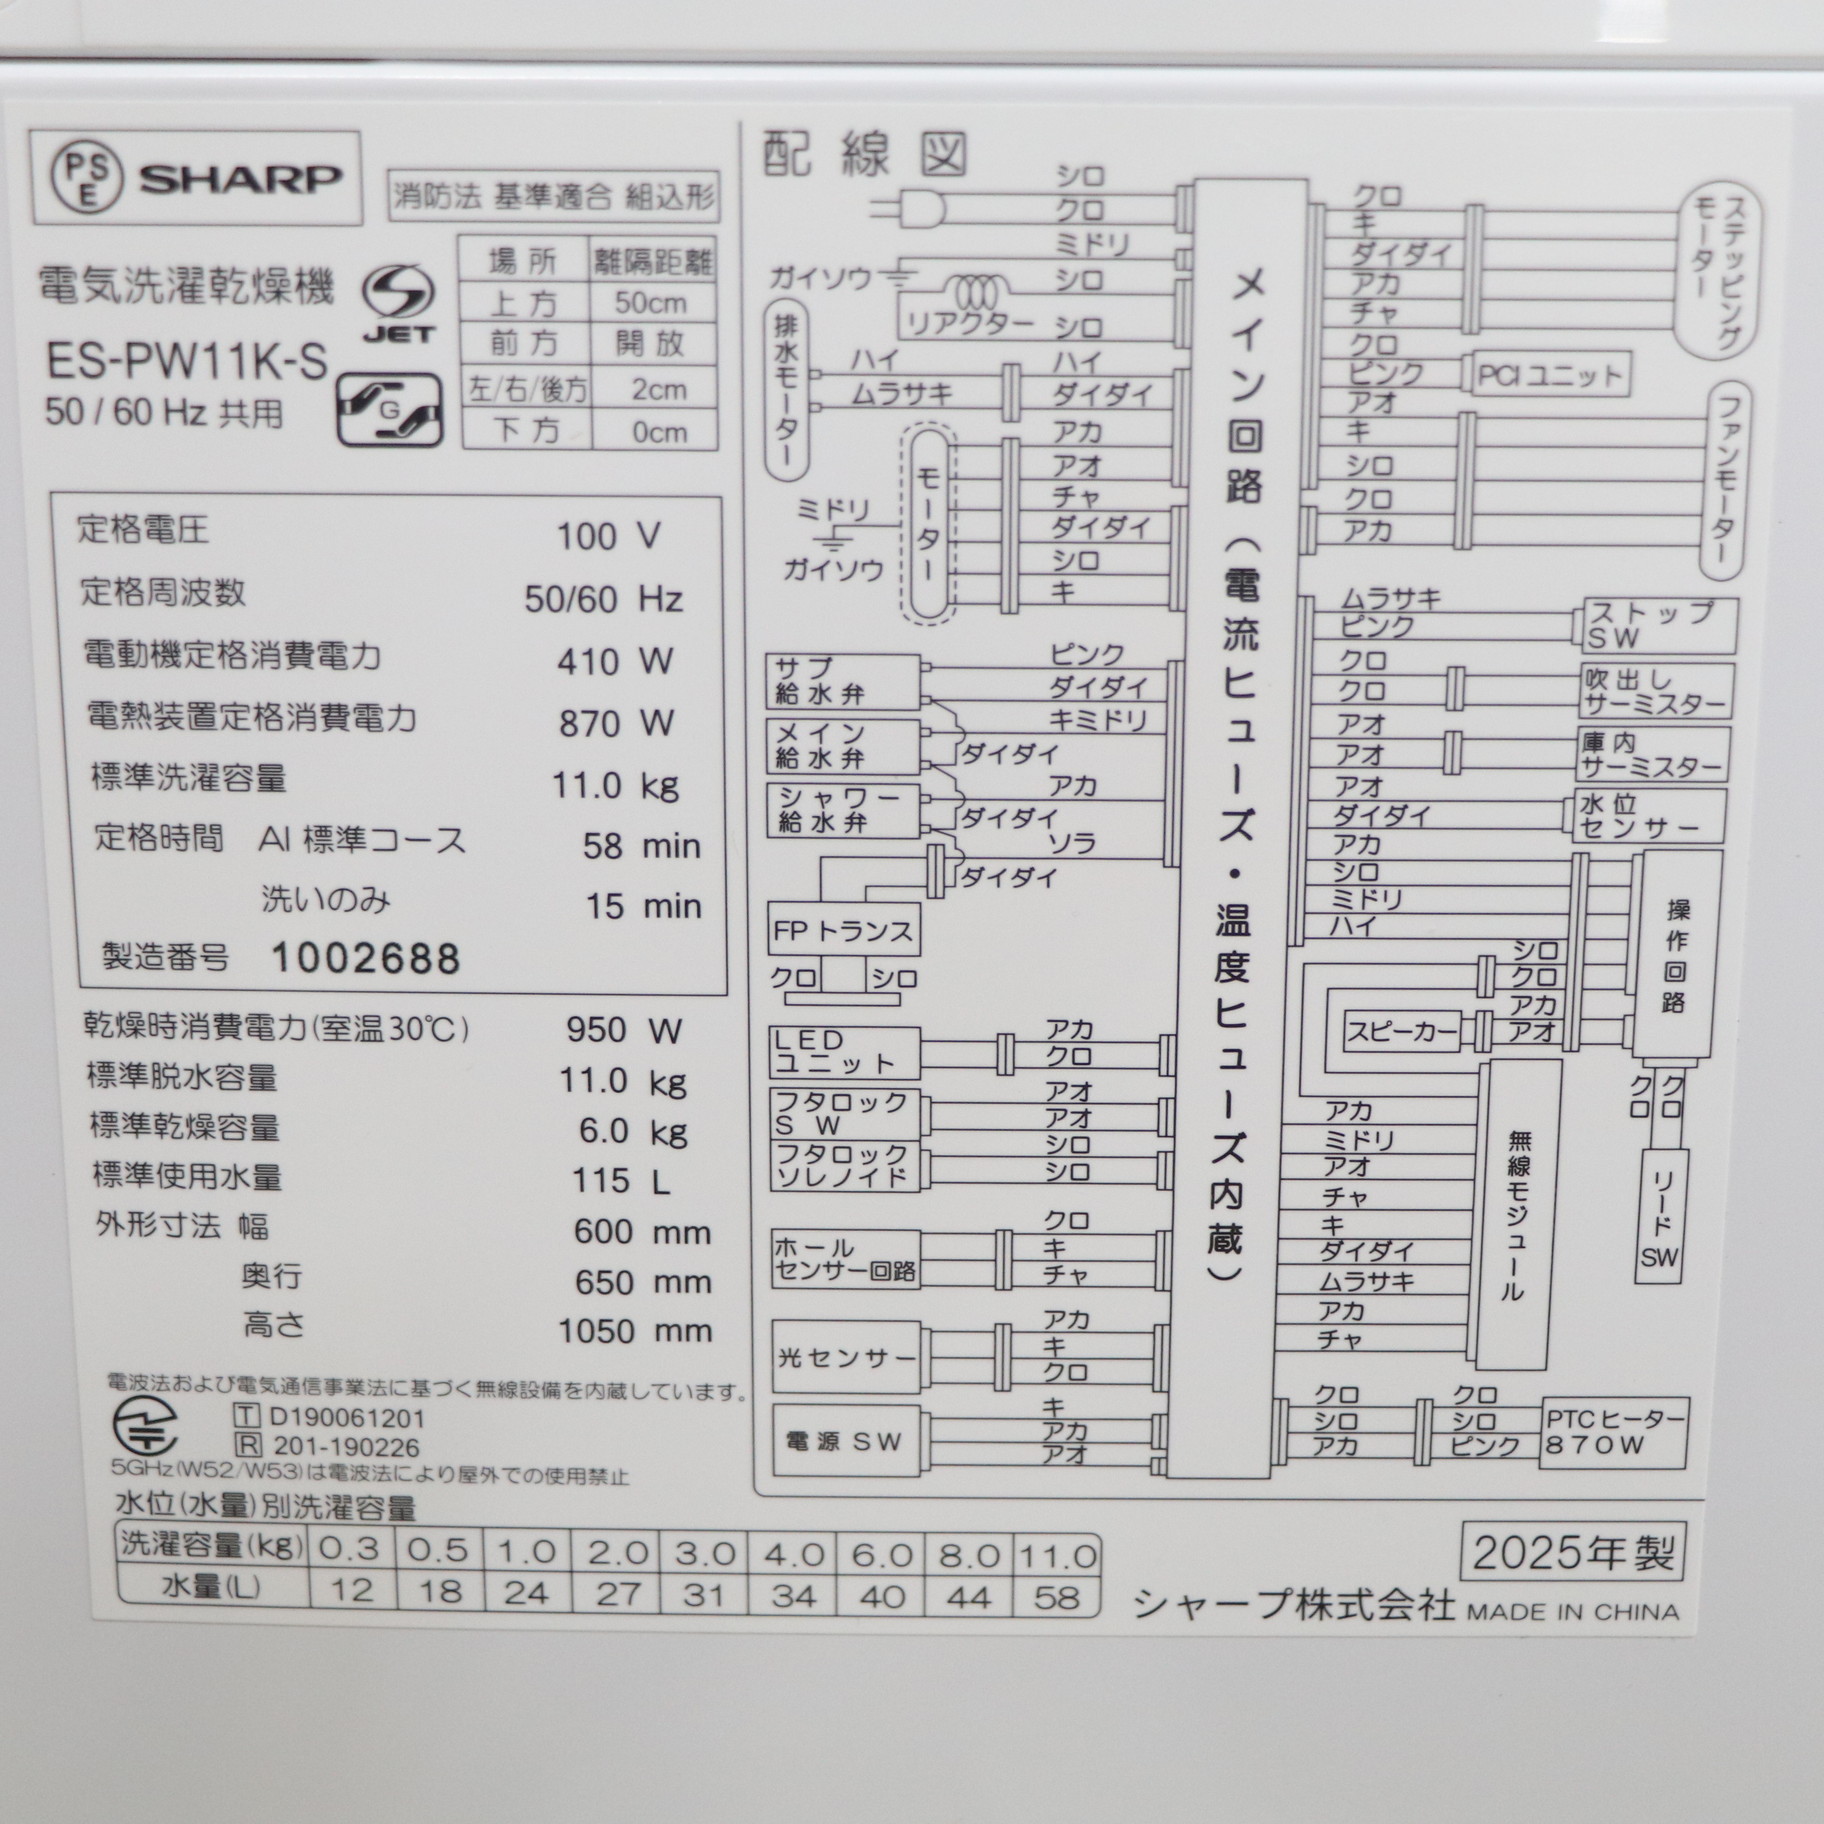 PSE SHARP
消防法 基準適合 組込形
電気洗濯乾燥機
JET
ES-PW11K-S
50 / 60 Hz 共用
G
場所 離隔距離
上方 50cm
前方 開放
左/右/後方 2cm
下方 0cm
定格電圧 100 V
定格周波数 50/60 Hz
電動機定格消費電力 410 W
電熱装置定格消費電力 870 W
標準洗濯容量 11.0 kg
定格時間 AI 標準コース 58 min
洗いのみ 15 min
製造番号 1002688
乾燥時消費電力(室温30℃) 950 W
標準脱水容量 11.0 kg
標準乾燥容量 6.0 kg
標準使用水量 115 L
外形寸法 幅 600 mm
奥行 650 mm
高さ 1050 mm
電波法および電気通信事業法に基づく無線設備を内蔵しています。
T D190061201
R 201-190226
5GHz(W52/W53)は電波法により屋外での使用禁止
水位(水量)別洗濯容量
洗濯容量(kg) 0.3 0.5 1.0 2.0 3.0 4.0 6.0 8.0 11.0
水量(L) 12 18 24 27 31 34 40 44 58
配線図
シロ
クロ
ミドリ
ガイソウ
シロ
リアクター
シロ
排水モーター
ハイ ハイ
ムラサキ ダイダイ
モーター
アカ
アオ
チャ
ミドリ
ダイダイ
ガイソウ
シロ
キ
サブ
給水弁
ピンク
ダイダイ
メイン
給水弁
キミドリ
ダイダイ
シャワー
給水弁
アカ
ダイダイ
ソラ
ダイダイ
FPトランス
クロ シロ
LED
ユニット
アカ
クロ
フタロック
SW
アオ
アオ
フタロック
ソレノイド
シロ
シロ
ホール
センサー回路
クロ
キ
チャ
光センサー
アカ
キ
クロ
電源SW
キ
アカ
アオ
メイン回路(電流ヒューズ・温度ヒューズ内蔵)
クロ
キ
ダイダイ
アカ
チャ
ステッピング
モーター
クロ
ピンク
PCIユニット
アオ
キ
シロ
クロ
アカ
ファンモーター
ムラサキ
ピンク
ストップ
SW
クロ
クロ
吹出し
サーミスター
アオ
アオ
庫内
サーミスター
アオ
ダイダイ
水位
センサー
アカ
シロ
ミドリ
ハイ
操作回路
シロ
クロ
アカ
アオ
スピーカー
クロ
クロ
リードSW
アカ
ミドリ
アオ
チャ
キ
ダイダイ
ムラサキ
アカ
チャ
無線モジュール
クロ クロ
シロ シロ
アカ ピンク
PTCヒーター
870W
2025年製
シャープ株式会社 MADE IN CHINA